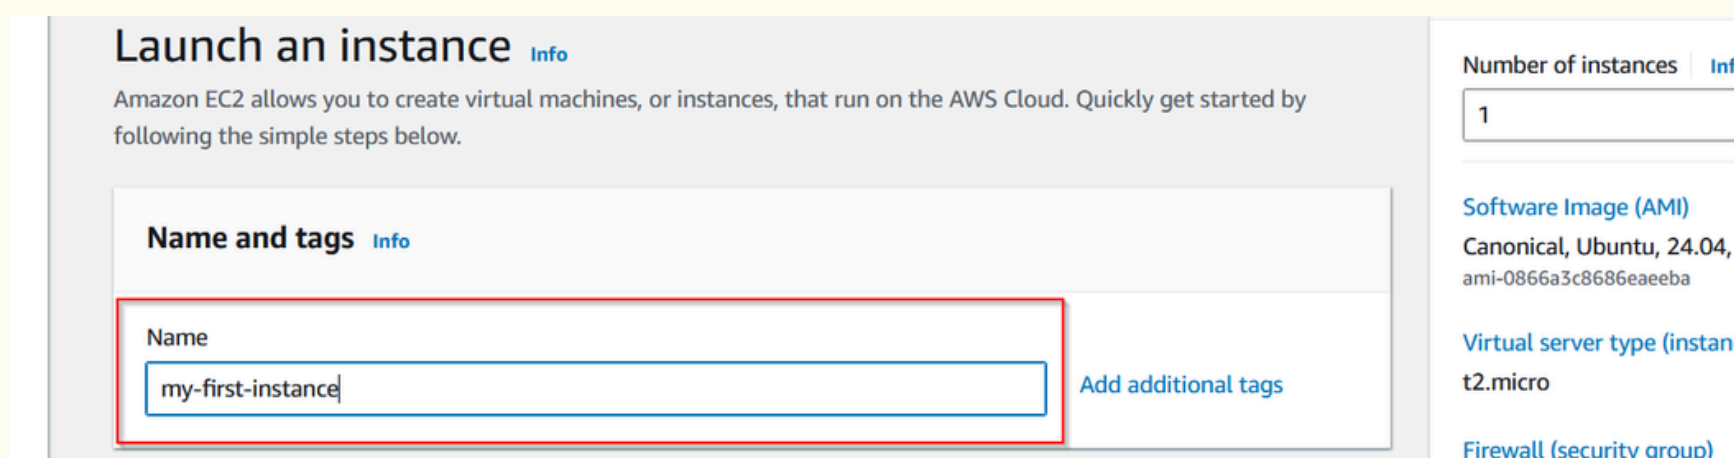 Launch an instance Info
Amazon EC2 allows you to create virtual machines, or instances, that run on the AWS Cloud. Quickly get started by
following the simple steps below.
Name and tags Info
Name
my-first-instance
Add additional tags
Number of instances
1
Software Image (AMI)
Canonical, Ubuntu, 24.04,
ami-0866a3c8686eaeeba
Virtual server type
t2.micro
Firewall (security group)